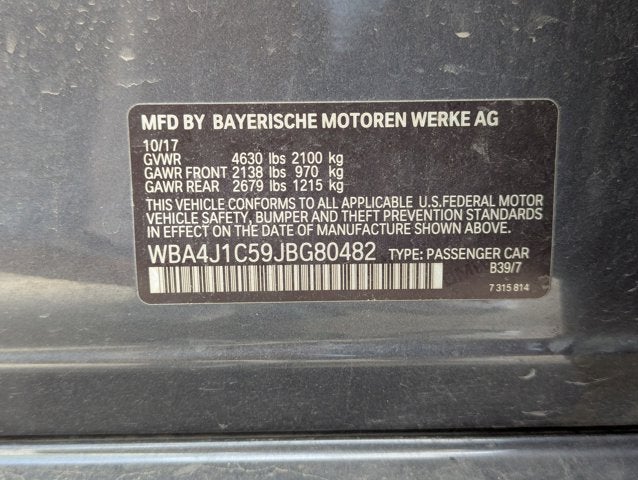 MFD BY BAYERISCHE MOTOREN WERKE AG
10/17
GVWR 4630 lbs 2100 kg
GAWR FRONT 2138 lbs 970 kg
GAWR REAR 2679 lbs 1215 kg
THIS VEHICLE CONFORMS TO ALL APPLICABLE U.S.FEDERAL MOTOR
VEHICLE SAFETY, BUMPER AND THEFT PREVENTION STANDARDS
IN EFFECT ON THE DATE OF MANUFACTURE SHOWN ABOVE.
WBA4J1C59JBG80482 TYPE: PASSENGER CAR
B39/7
7 315 814